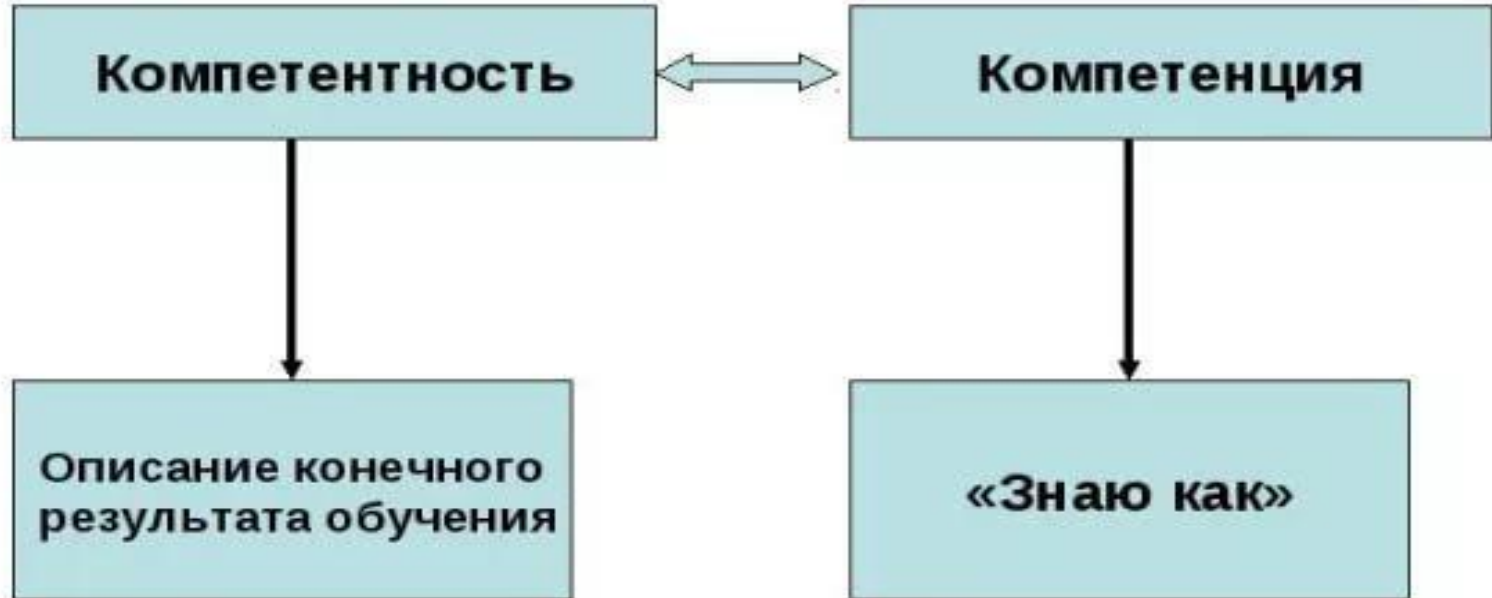 Компетентность
Компетенция
Описание конечного
результата обучения
«Знаю как»